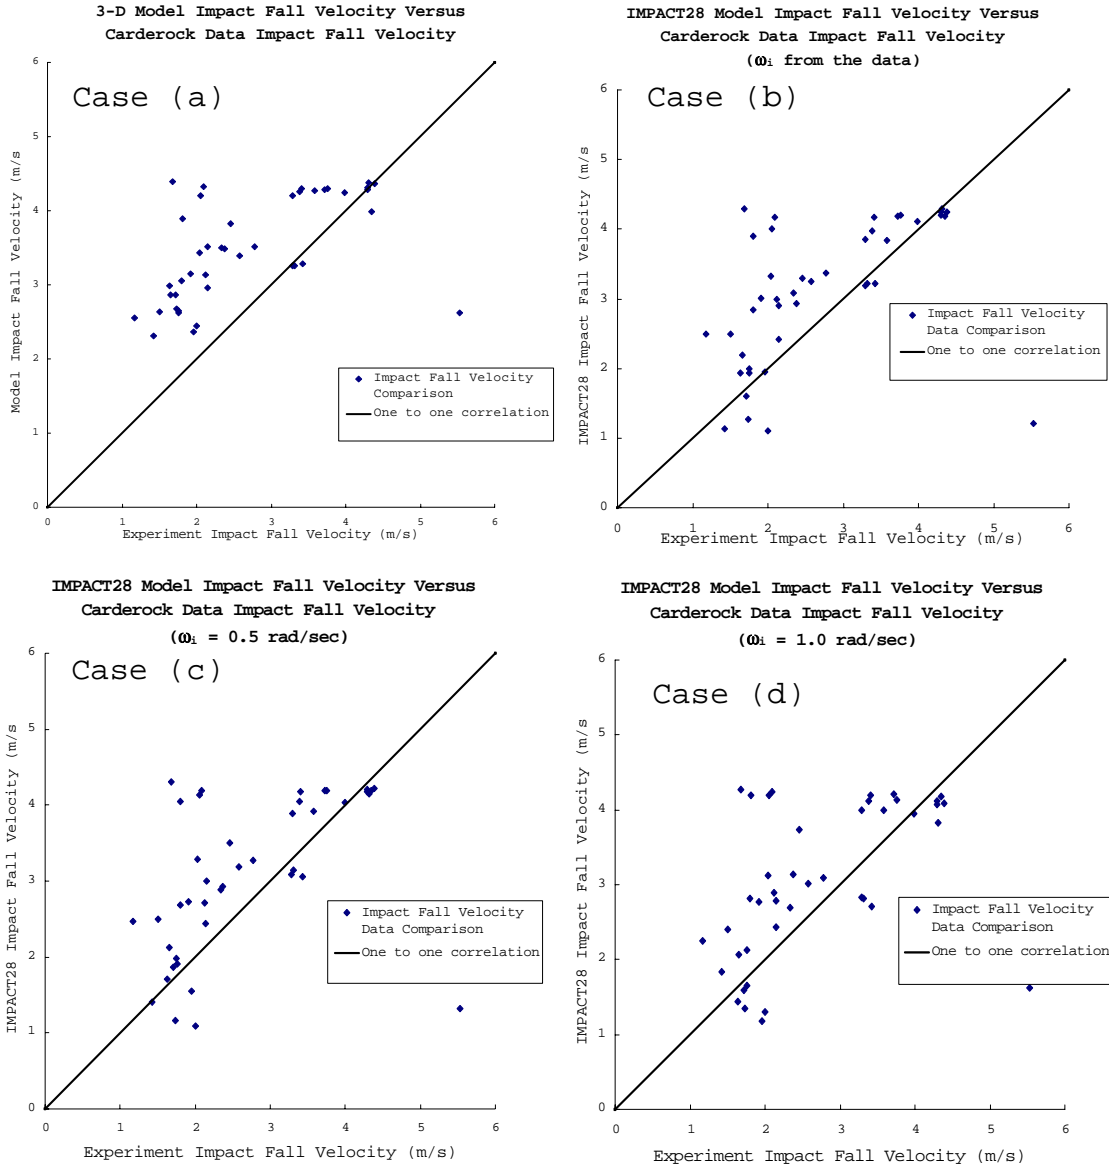 3-D Model Impact Fall Velocity Versus
Carderock Data Impact Fall Velocity
Case (a)
6
5
4
3
2
1
0
Model Impact Fall Velocity (m/s
Impact Fall Velocity
Comparison
One to one correlation
0 1 2 3 4 5 6
Experiment Impact Fall Velocity (m/s)
IMPACT28 Model Impact Fall Velocity Versus
Carderock Data Impact Fall Velocity
(ωi from the data)
Case (b)
6
5
4
3
2
1
0
IMPACT28 Impact Fall Velocity (m/s
Impact Fall Velocity
Data Comparison
One to one correlation
0 1 2 3 4 5 6
Experiment Impact Fall Velocity (m/s)
IMPACT28 Model Impact Fall Velocity Versus
Carderock Data Impact Fall Velocity
(ωi = 0.5 rad/sec)
Case (c)
6
5
4
3
2
1
0
IMPACT28 Impact Fall Velocity (m/s
Impact Fall Velocity
Data Comparison
One to one correlation
0 1 2 3 4 5 6
Experiment Impact Fall Velocity (m/s)
IMPACT28 Model Impact Fall Velocity Versus
Carderock Data Impact Fall Velocity
(ωi = 1.0 rad/sec)
Case (d)
6
5
4
3
2
1
0
IMPACT28 Impact Fall Velocity (m/s
Impact Fall Velocity
Data Comparison
One to one correlation
0 1 2 3 4 5 6
Experiment Impact Fall Velocity (m/s)